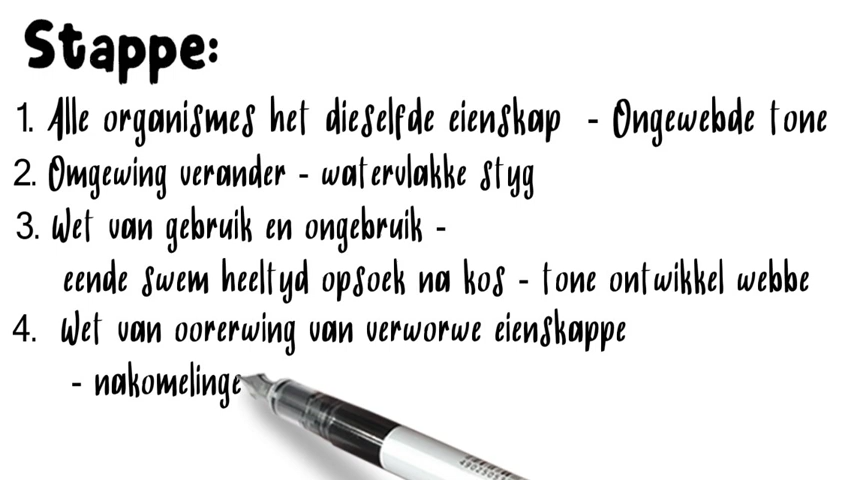 Stappe:
1. Alle organismes het dieselfde eienskap - Ongewebde tone
2. Omgewing verander - watervlakke styg
3. Wet van gebruik en ongebruik -
eende swem heeltyd opsoek na kos - tone ontwikkel webbe
4. Wet van oorerwing van verworwe eienskappe
- nakomelinge